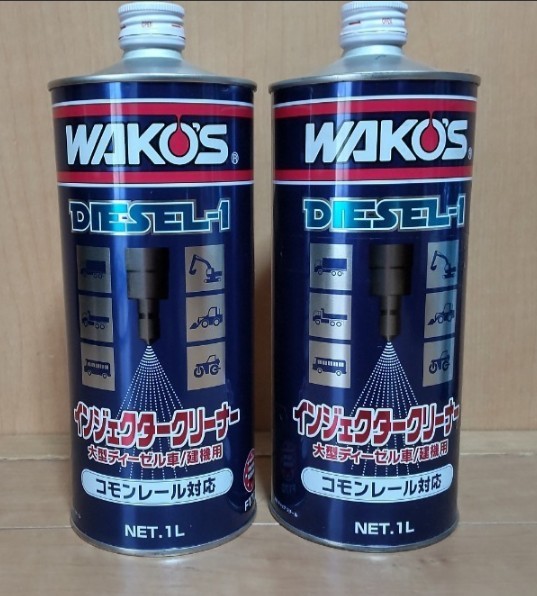 WAKO'S®
DIESEL-1
インジェクタークリーナー
大型ディーゼル車/建機用
コモンレール対応
NET.1L
WAKO'S®
DIESEL-1
インジェクタークリーナー
大型ディーゼル車/建機用
コモンレール対応
NET.1L